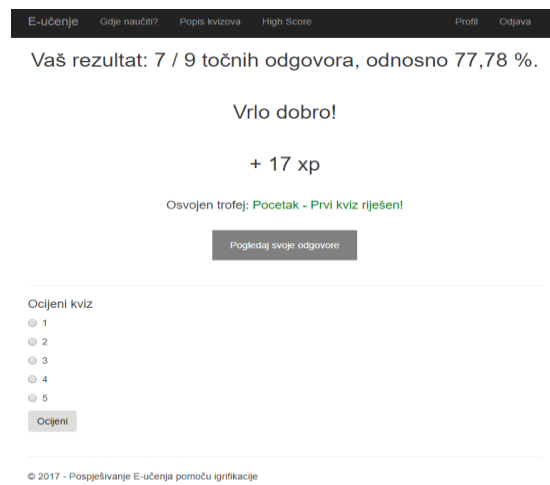 E-učenje Gdje naučiti? Popis kvizova High Score Profil Odjava
Vaš rezultat: 7 / 9 točnih odgovora, odnosno 77,78 %.
Vrlo dobro!
+ 17 xp
Osvojen trofej: Pocetak - Prvi kviz riješen!
Pogledaj svoje odgovore
Ocijeni kviz
1
2
3
4
5
Ocijeni
© 2017 - Pospješivanje E-učenja pomoću igrifikacije